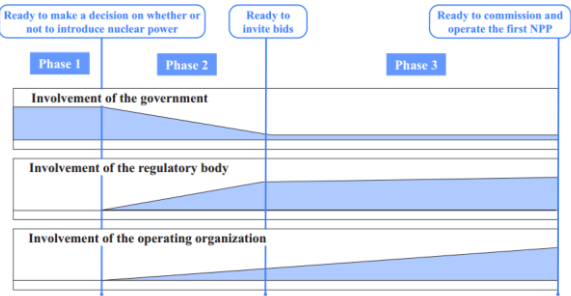 Ready to make a decision on whether or
not to introduce nuclear power
Ready to
invite bids
Ready to commission and
operate the first NPP
Phase 1
Phase 2
Phase 3
Involvement of the government
Involvement of the regulatory body
Involvement of the operating organization